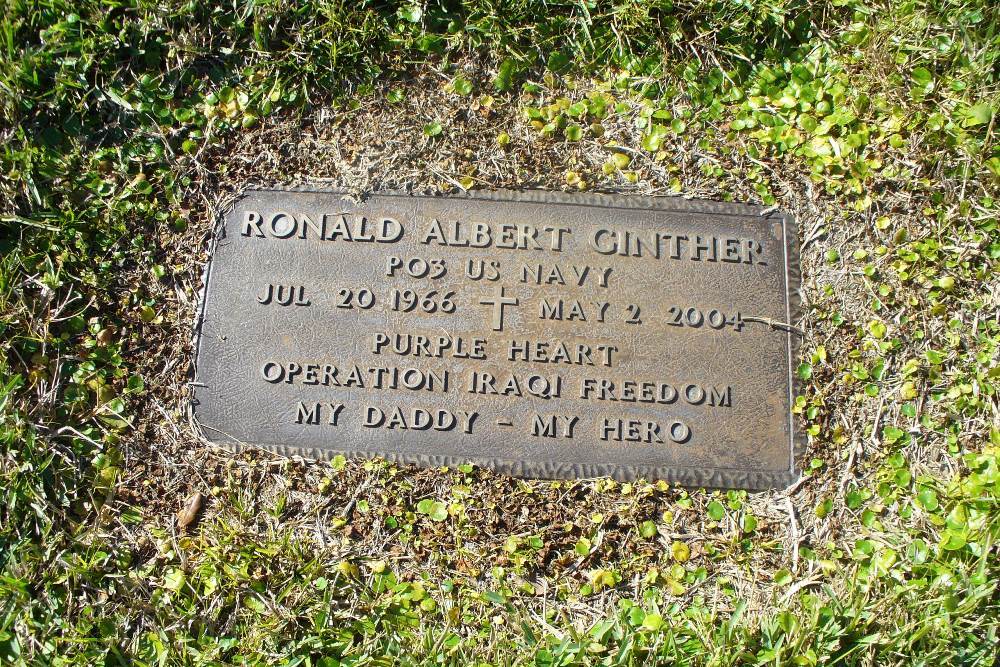 RONALD ALBERT GINTHER
PO3 US NAVY
JUL 20 1966 MAY 2 2004
PURPLE HEART
OPERATION IRAQI FREEDOM
MY DADDY - MY HERO